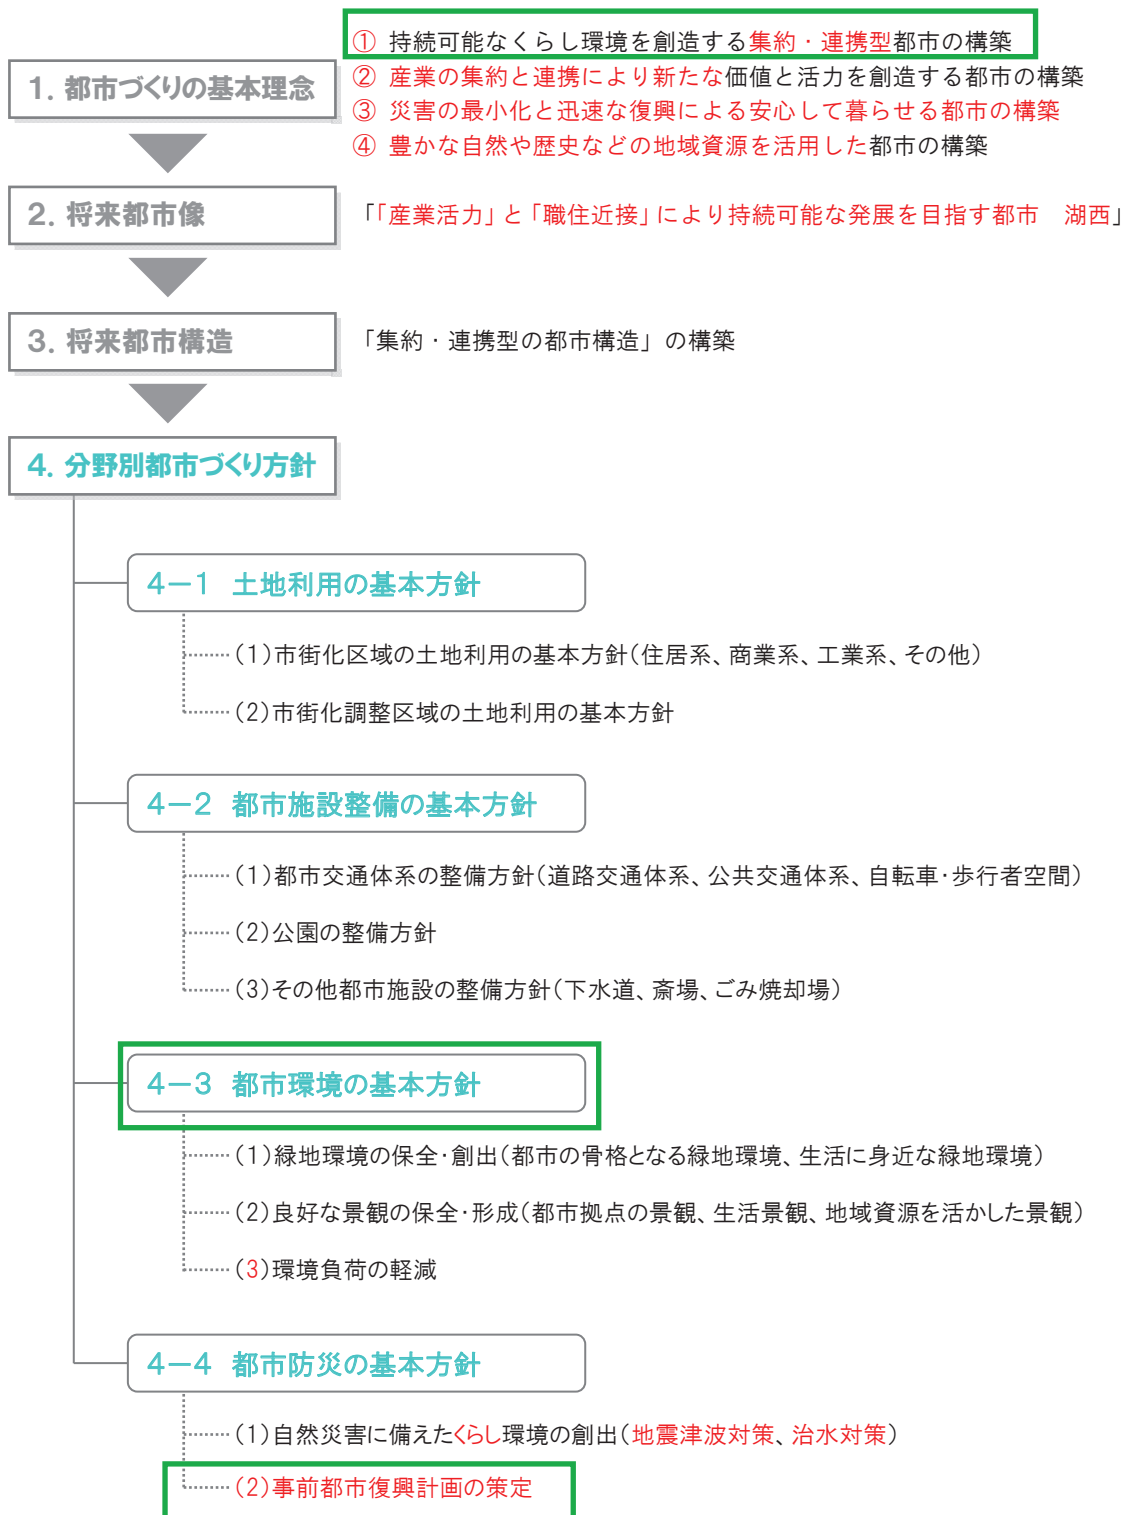 ① 持続可能なくらし環境を創造する集約・連携型都市の構築
1. 都市づくりの基本理念
② 産業の集約と連携により新たな価値と活力を創造する都市の構築
③ 災害の最小化と迅速な復興による安心して暮らせる都市の構築
④ 豊かな自然や歴史などの地域資源を活用した都市の構築
2. 将来都市像
「「産業活力」と「職住近接」により持続可能な発展を目指す都市　湖西」
3. 将来都市構造
「集約・連携型の都市構造」の構築
4. 分野別都市づくり方針
4－1 土地利用の基本方針
(1)市街化区域の土地利用の基本方針(住居系、商業系、工業系、その他)
(2)市街化調整区域の土地利用の基本方針
4－2 都市施設整備の基本方針
(1)都市交通体系の整備方針(道路交通体系、公共交通体系、自転車・歩行者空間)
(2)公園の整備方針
(3)その他都市施設の整備方針(下水道、斎場、ごみ焼却場)
4－3 都市環境の基本方針
(1)緑地環境の保全・創出(都市の骨格となる緑地環境、生活に身近な緑地環境)
(2)良好な景観の保全・形成(都市拠点の景観、生活景観、地域資源を活かした景観)
(3)環境負荷の軽減
4－4 都市防災の基本方針
(1)自然災害に備えたくらし環境の創出(地震津波対策、治水対策)
(2)事前都市復興計画の策定